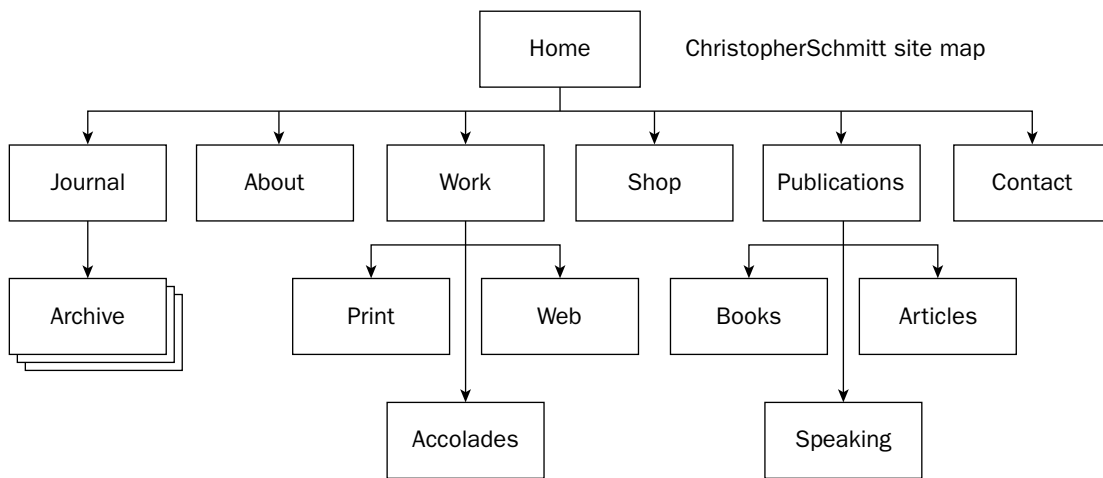 Home
ChristopherSchmitt site map
Journal
About
Work
Shop
Publications
Contact
Archive
Print
Web
Books
Articles
Accolades
Speaking